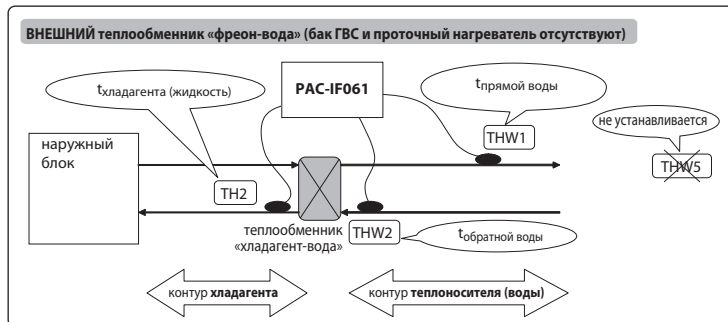 ВНЕШНИЙ теплообменник «фреон-вода» (бак ГВС и проточный нагреватель отсутствуют)
tхладагента (жидкость)
PAC-IF061
tпрямой воды
не устанавливается
наружный
блок
THW1
THW5
TH2
теплообменник
«хладагент-вода»
THW2
tобратной воды
контур хладагента
контур теплоносителя (воды)